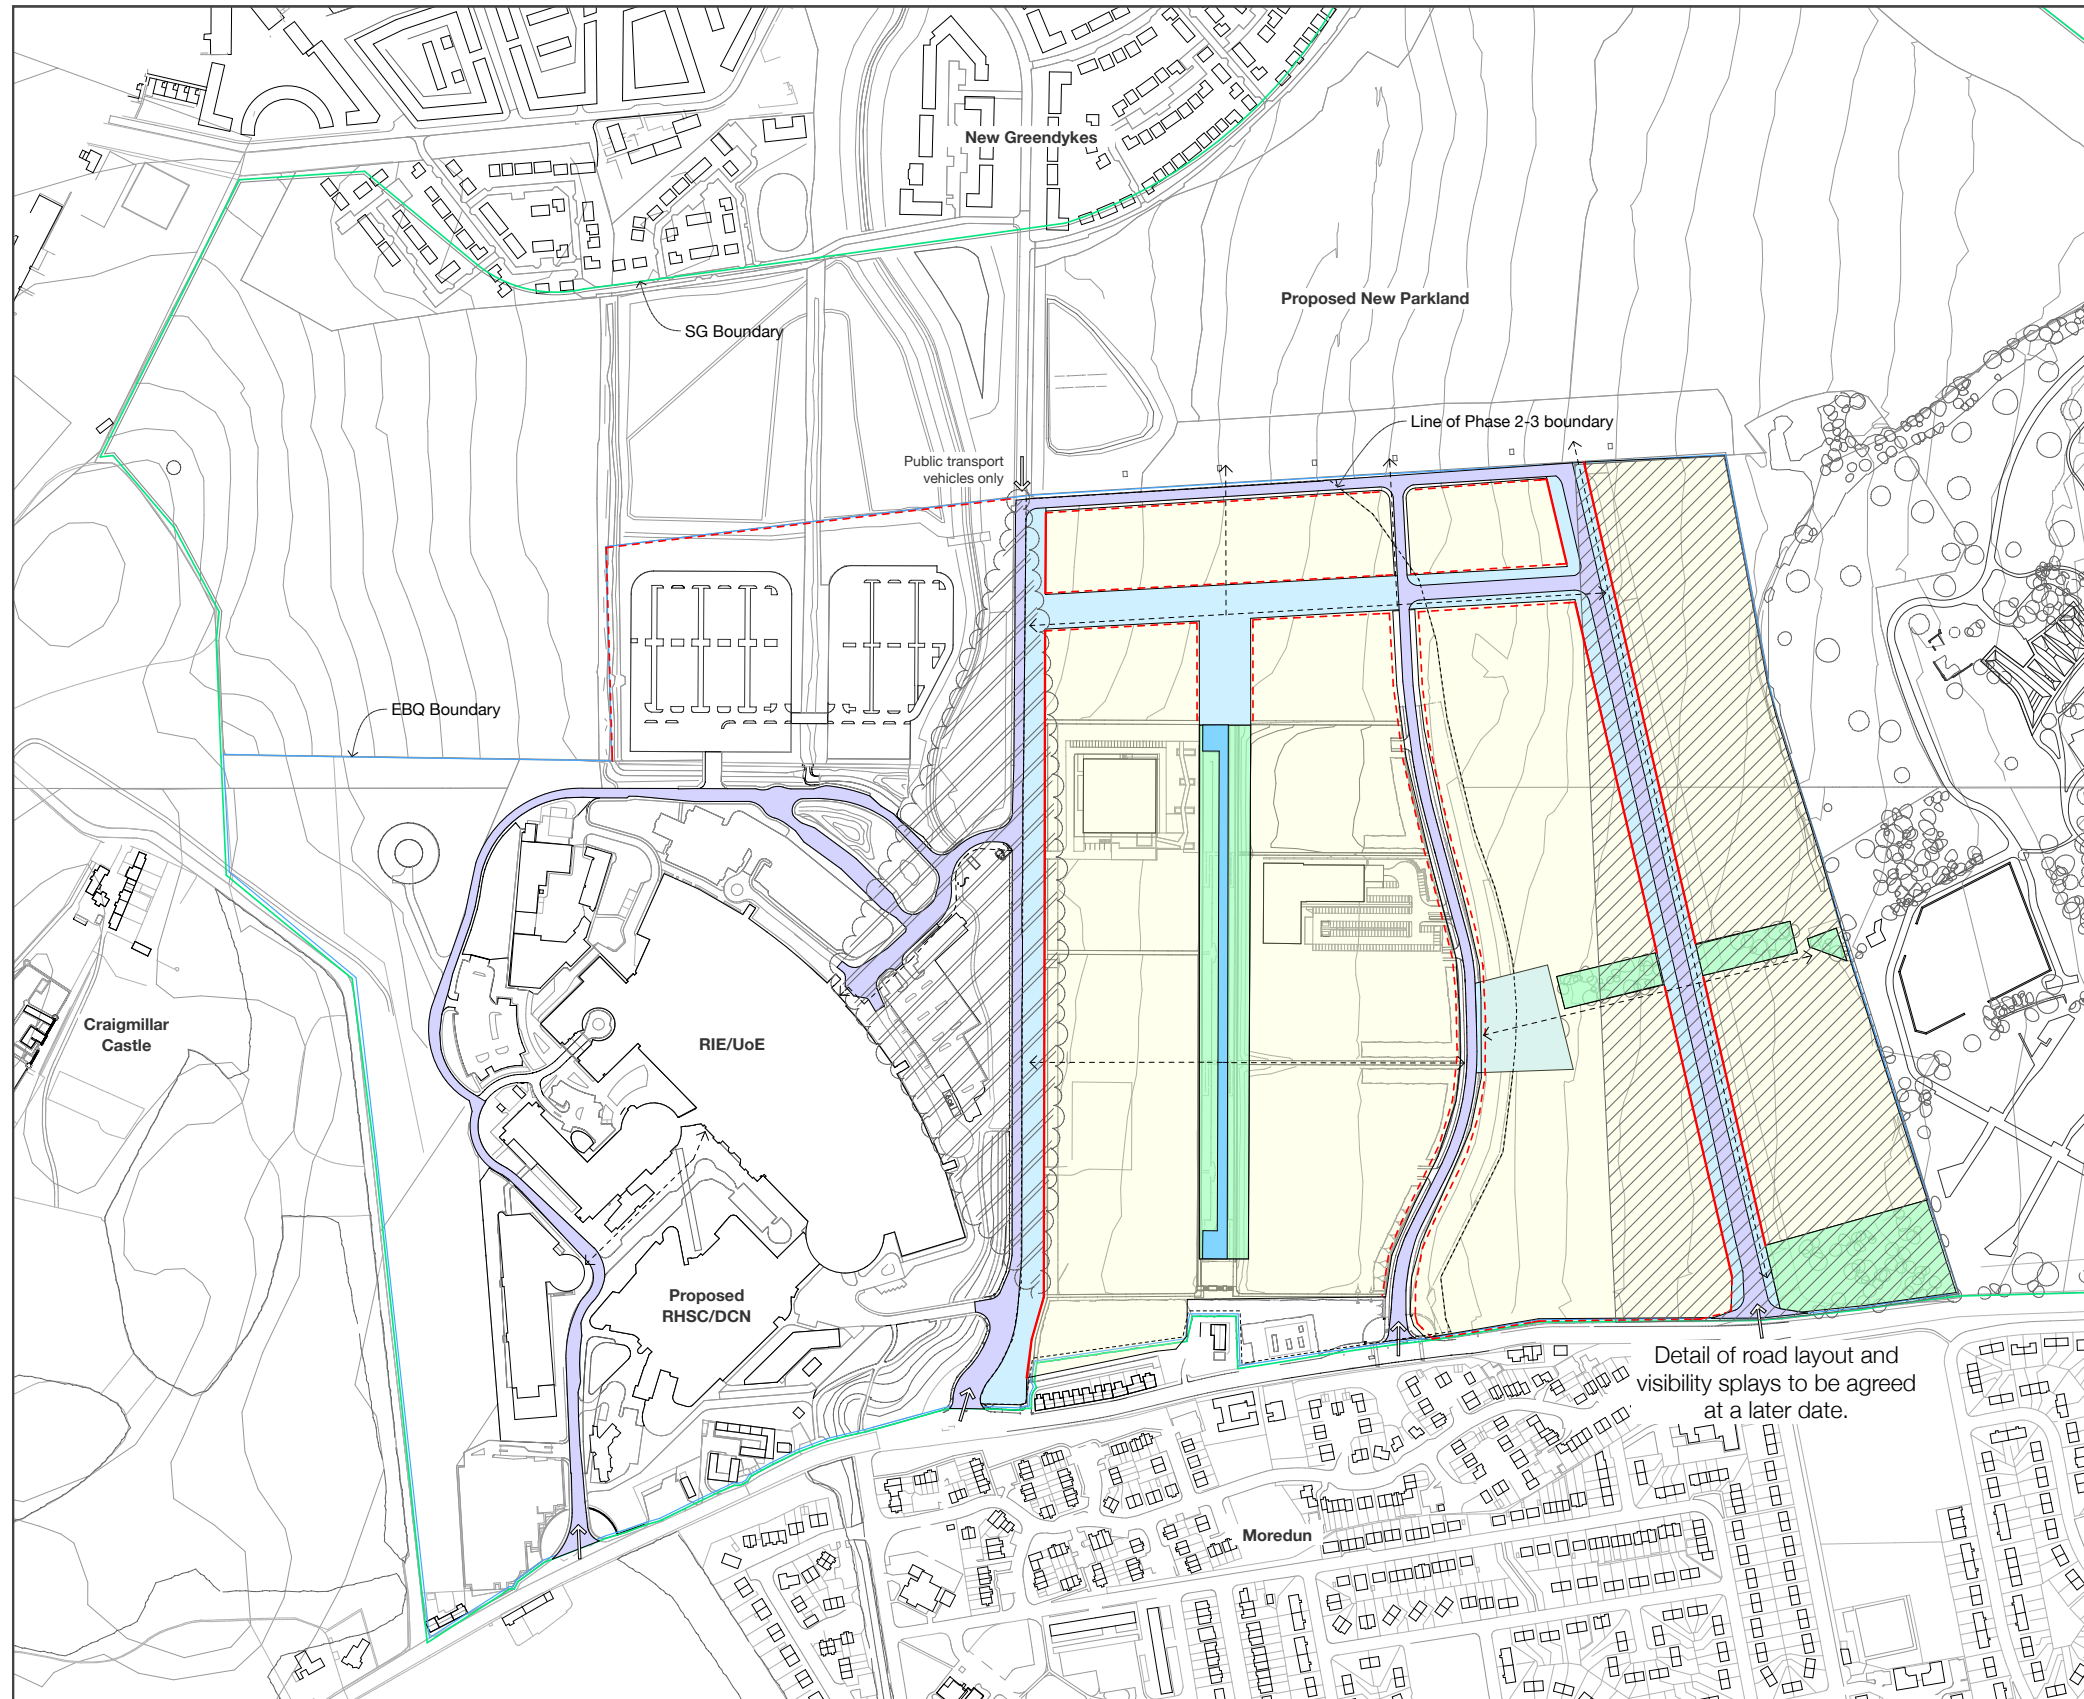 New Greendykes
Proposed New Parkland
SG Boundary
Line of Phase 2-3 boundary
Public transport
vehicles only
EBQ Boundary
Craigmillar
Castle
RIE/UoE
Proposed
RHSC/DCN
Detail of road layout and
visibility splays to be agreed
at a later date.
Moredun